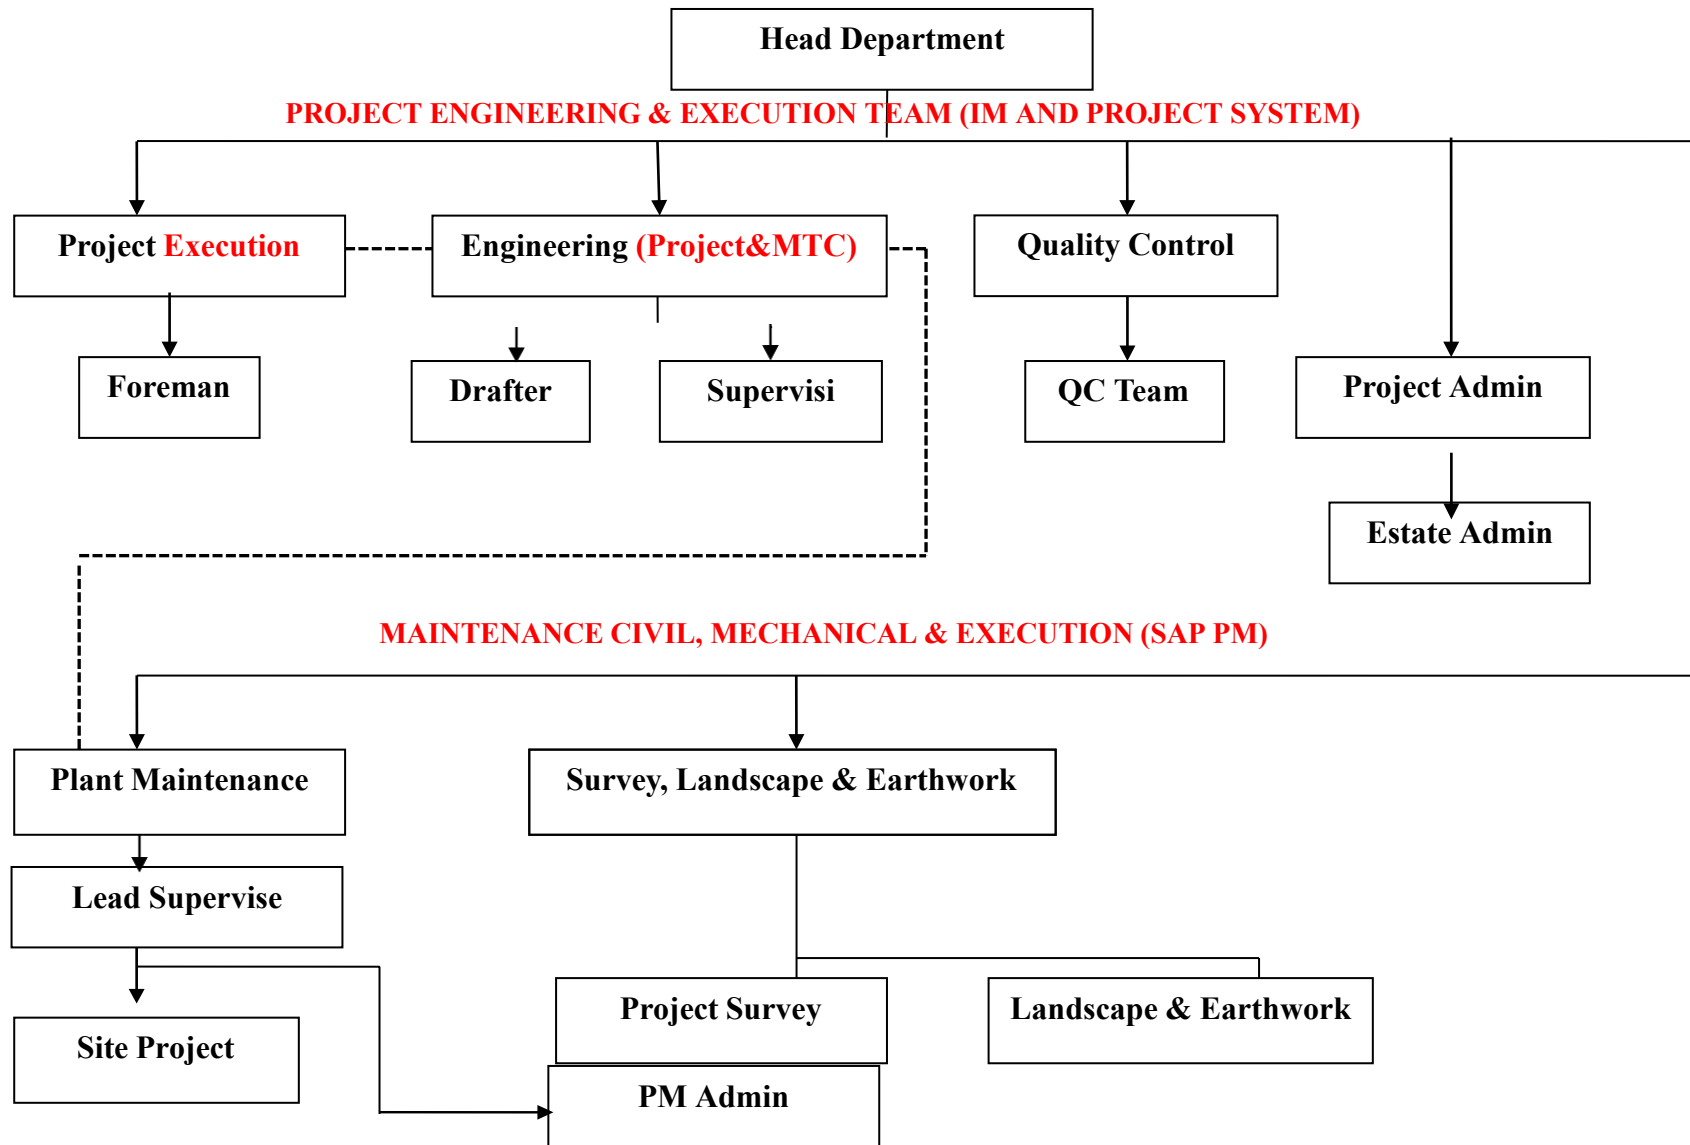 Head Department
PROJECT ENGINEERING & EXECUTION TEAM (IM AND PROJECT SYSTEM)
Project Execution
Engineering (Project&MTC)
Quality Control
Foreman
Drafter
Supervisi
QC Team
Project Admin
Estate Admin
MAINTENANCE CIVIL, MECHANICAL & EXECUTION (SAP PM)
Plant Maintenance
Survey, Landscape & Earthwork
Lead Supervise
Project Survey
Landscape & Earthwork
Site Project
PM Admin